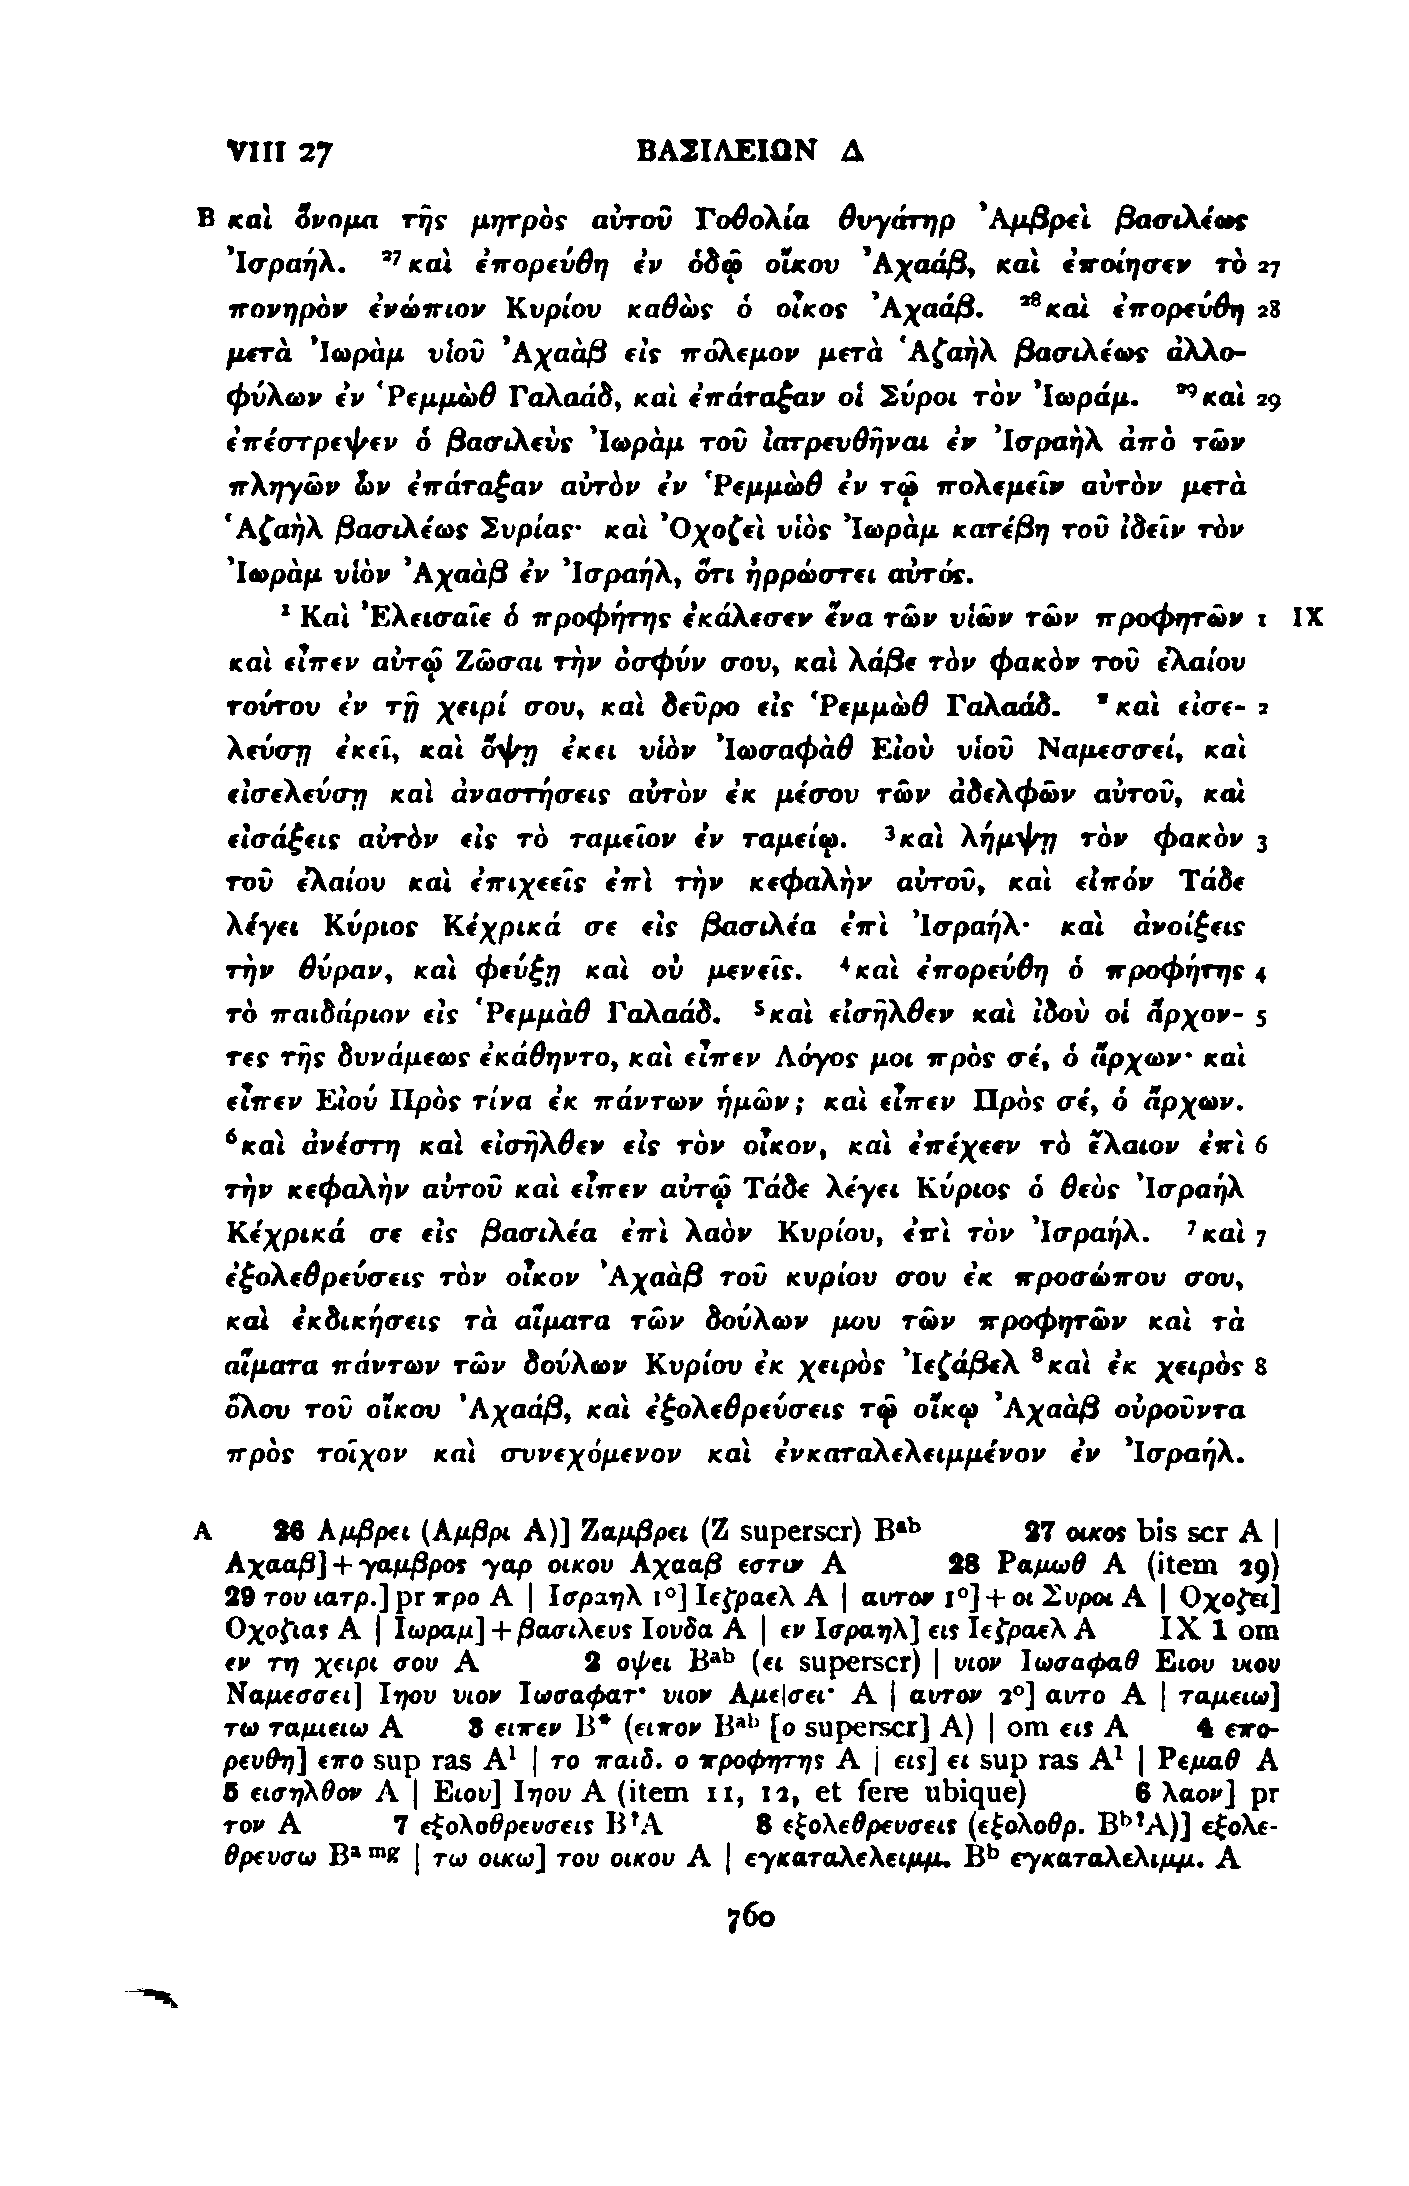 VIII 27 ΒΑΣΙΛΕΙΩΝ Δ
B καὶ ὄνομα τῆς μητρὸς αὐτοῦ Γοθολία θυγάτηρ Ἀμβρεὶ βασιλέως
Ἰσραήλ. ²⁷καὶ ἐπορεύθη ἐν ὁδῷ οἴκου Ἀχαάβ, καὶ ἐποίησεν τὸ 27
πονηρὸν ἐνώπιον Κυρίου καθὼς ὁ οἶκος Ἀχαάβ. ²⁸καὶ ἐπορεύθη 28
μετὰ Ἰωρὰμ υἱοῦ Ἀχαὰβ εἰς πόλεμον μετὰ Ἁζαὴλ βασιλέως ἀλλο-
φύλων ἐν Ῥεμμὼθ Γαλαάδ, καὶ ἐπάταξαν οἱ Σύροι τὸν Ἰωράμ. ²⁹καὶ 29
ἐπέστρεψεν ὁ βασιλεὺς Ἰωρὰμ τοῦ ἰατρευθῆναι ἐν Ἰσραὴλ ἀπὸ τῶν
πληγῶν ὧν ἐπάταξαν αὐτὸν ἐν Ῥεμμὼθ ἐν τῷ πολεμεῖν αὐτὸν μετὰ
Ἁζαὴλ βασιλέως Συρίας· καὶ Ὀχοζεὶ υἱὸς Ἰωρὰμ κατέβη τοῦ ἰδεῖν τὸν
Ἰωρὰμ υἱὸν Ἀχαὰβ ἐν Ἰσραήλ, ὅτι ἠρρώστει αὐτός.
¹ Καὶ Ἐλεισαῖε ὁ προφήτης ἐκάλεσεν ἕνα τῶν υἱῶν τῶν προφητῶν 1 IX
καὶ εἶπεν αὐτῷ Ζῶσαι τὴν ὀσφύν σου, καὶ λάβε τὸν φακὸν τοῦ ἐλαίου
τούτου ἐν τῇ χειρί σου, καὶ δεῦρο εἰς Ῥεμμὼθ Γαλαάδ. ²καὶ εἰσε- 2
λεύσῃ ἐκεῖ, καὶ ὄψῃ ἐκει υἱὸν Ἰωσαφὰθ Εἰοὺ υἱοῦ Ναμεσσεί, καὶ
εἰσελεύσῃ καὶ ἀναστήσεις αὐτὸν ἐκ μέσου τῶν ἀδελφῶν αὐτοῦ, καὶ
εἰσάξεις αὐτὸν εἰς τὸ ταμεῖον ἐν ταμείῳ. ³καὶ λήμψῃ τὸν φακὸν 3
τοῦ ἐλαίου καὶ ἐπιχεεῖς ἐπὶ τὴν κεφαλὴν αὐτοῦ, καὶ εἰπόν Τάδε
λέγει Κύριος Κέχρικά σε εἰς βασιλέα ἐπὶ Ἰσραήλ· καὶ ἀνοίξεις
τὴν θύραν, καὶ φεύξῃ καὶ οὐ μενεῖς. ⁴καὶ ἐπορεύθη ὁ προφήτης 4
τὸ παιδάριον εἰς Ῥεμμὰθ Γαλαάδ. ⁵καὶ εἰσῆλθεν καὶ ἰδοὺ οἱ ἄρχον- 5
τες τῆς δυνάμεως ἐκάθηντο, καὶ εἶπεν Λόγος μοι πρὸς σέ, ὁ ἄρχων· καὶ
εἶπεν Εἰού Πρὸς τίνα ἐκ πάντων ἡμῶν; καὶ εἶπεν Πρὸς σέ, ὁ ἄρχων.
⁶καὶ ἀνέστη καὶ εἰσῆλθεν εἰς τὸν οἶκον, καὶ ἐπέχεεν τὸ ἔλαιον ἐπὶ 6
τὴν κεφαλὴν αὐτοῦ καὶ εἶπεν αὐτῷ Τάδε λέγει Κύριος ὁ θεὸς Ἰσραήλ
Κέχρικά σε εἰς βασιλέα ἐπὶ λαὸν Κυρίου, ἐπὶ τὸν Ἰσραήλ. ⁷καὶ 7
ἐξολεθρεύσεις τὸν οἶκον Ἀχαὰβ τοῦ κυρίου σου ἐκ προσώπου σου,
καὶ ἐκδικήσεις τὰ αἵματα τῶν δούλων μου τῶν προφητῶν καὶ τὰ
αἵματα πάντων τῶν δούλων Κυρίου ἐκ χειρὸς Ἰεζάβελ ⁸καὶ ἐκ χειρὸς 8
ὅλου τοῦ οἴκου Ἀχαάβ, καὶ ἐξολεθρεύσεις τῷ οἴκῳ Ἀχαὰβ οὐροῦντα
πρὸς τοῖχον καὶ συνεχόμενον καὶ ἐνκαταλελειμμένον ἐν Ἰσραήλ.
A 26 Αμβρει (Αμβρι A)] Ζαμβρει (Z superscr) Bᵃᵇ 27 οικος bis scr A |
Αχααβ]+γαμβρος γαρ οικου Αχααβ εστιν A 28 Ραμωθ A (item 29)
29 του ιατρ.] pr προ A | Ισραηλ 1°] Ιεζραελ A | αυτον 1°]+οι Συροι A | Οχοζει]
Οχοζιας A | Ιωραμ]+βασιλευς Ιουδα A | εν Ισραηλ] εις Ιεζραελ A IX 1 om
εν τη χειρι σου A 2 οψει Bᵃᵇ (ει superscr) | υιον Ιωσαφαθ Ειου υιου
Ναμεσσει] Ιηου υιον Ιωσαφατ· υιον Αμε|σει· A | αυτον 2°] αυτο A | ταμειω]
τω ταμιειω A 3 ειπεν B* (ειπον Bᵃᵇ [ο superscr] A) | om εις A 4 επο-
ρευθη] επο sup ras A¹ | το παιδ. ο προφητης A | εις] ει sup ras A¹ | Ρεμαθ A
5 εισηλθον A | Ειου] Ιηου A (item 11, 12, et fere ubique) 6 λαον] pr
τον A 7 εξολοθρευσεις B?A 8 εξολεθρευσεις (εξολοθρ. Bᵇ?A)] εξολε-
θρευσω Bᵃ ᵐᵍ | τω οικω] του οικου A | εγκαταλελειμμ. Bᵇ εγκαταλελιμμ. A
760